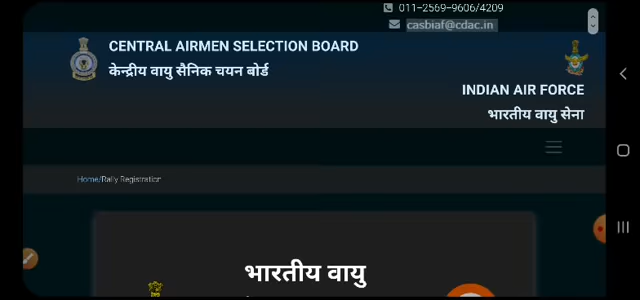 011-2569-9606/4209
casbiaf@cdac.in
CENTRAL AIRMEN SELECTION BOARD
केन्द्रीय वायु सैनिक चयन बोर्ड
INDIAN AIR FORCE
भारतीय वायु सेना
Home/Rally Registration
भारतीय वायु